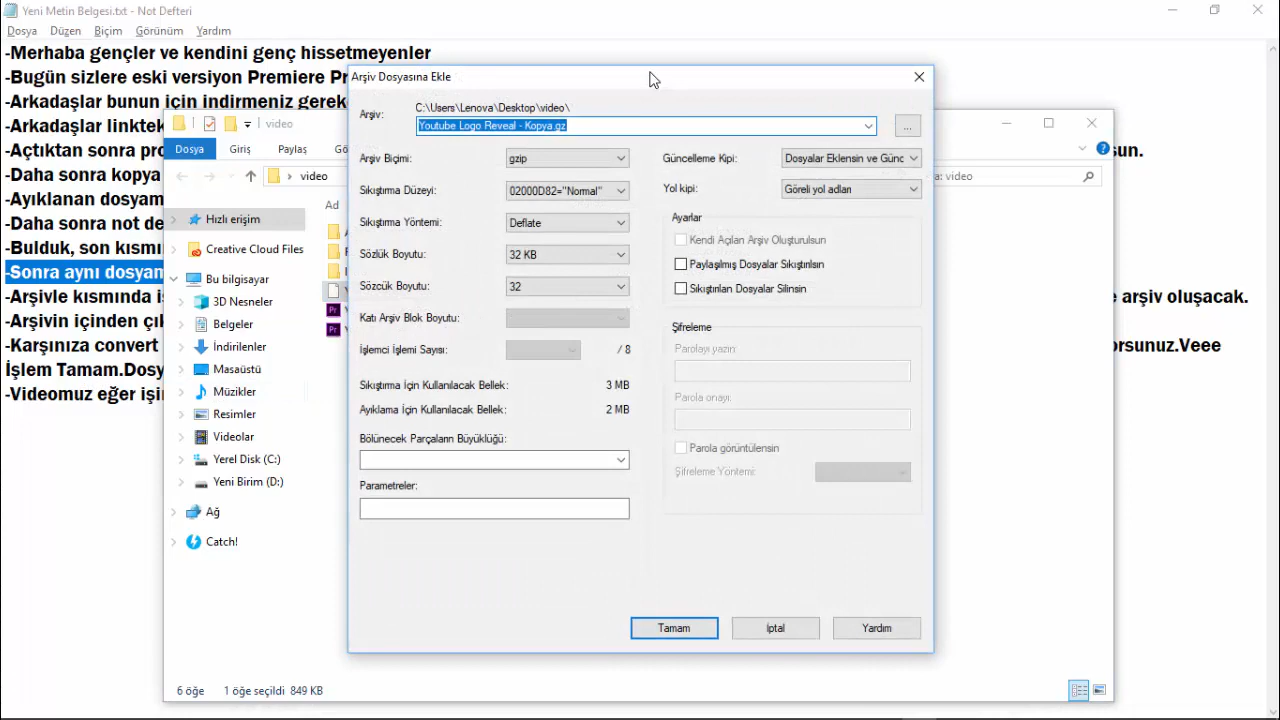 Yeni Metin Belgesi.txt - Not Defteri
Dosya Düzen Biçim Görünüm Yardım
-Merhaba gençler ve kendini genç hissetmeyenler
-Bugün sizlere eski versiyon Premiere Pr
-Arkadaşlar bunun için indirmeniz gerek
-Arkadaşlar linktek
-Açtıktan sonra pro
sun.
-Daha sonra kopya
-Ayıklanan dosyam
-Daha sonra not de
-Bulduk, son kısmın
-Sonra aynı dosyam
-Arşivle kısmında i
e arşiv oluşacak.
-Arşivin içinden çık
-Karşınıza convert
orsunuz.Veee
İşlem Tamam.Dosy
-Videomuz eğer işi
video
Dosya Giriş Paylaş Gö
video
a: video
Ad
Hızlı erişim
Creative Cloud Files
Bu bilgisayar
3D Nesneler
Belgeler
İndirilenler
Masaüstü
Müzikler
Resimler
Videolar
Yerel Disk (C:)
Yeni Birim (D:)
Ağ
Catch!
6 öğe 1 öğe seçildi 849 KB
Arşiv Dosyasına Ekle
Arşiv:
C:\Users\Lenova\Desktop\video\
Youtube Logo Reveal - Kopya.gz
...
Arşiv Biçimi: gzip
Sıkıştırma Düzeyi: 02000D82="Normal"
Sıkıştırma Yöntemi: Deflate
Sözlük Boyutu: 32 KB
Sözcük Boyutu: 32
Katı Arşiv Blok Boyutu:
İşlemci İşlemi Sayısı: / 8
Sıkıştırma İçin Kullanılacak Bellek: 3 MB
Ayıklama İçin Kullanılacak Bellek: 2 MB
Bölünecek Parçaların Büyüklüğü:
Parametreler:
Güncelleme Kipi: Dosyalar Eklensin ve Günc
Yol kipi: Göreli yol adları
Ayarlar
Kendi Açılan Arşiv Oluşturulsun
Paylaşılmış Dosyalar Sıkıştırılsın
Sıkıştırılan Dosyalar Silinsin
Şifreleme
Parolayı yazın:
Parola onayı:
Parola görüntülensin
Şifreleme Yöntemi:
Tamam İptal Yardım